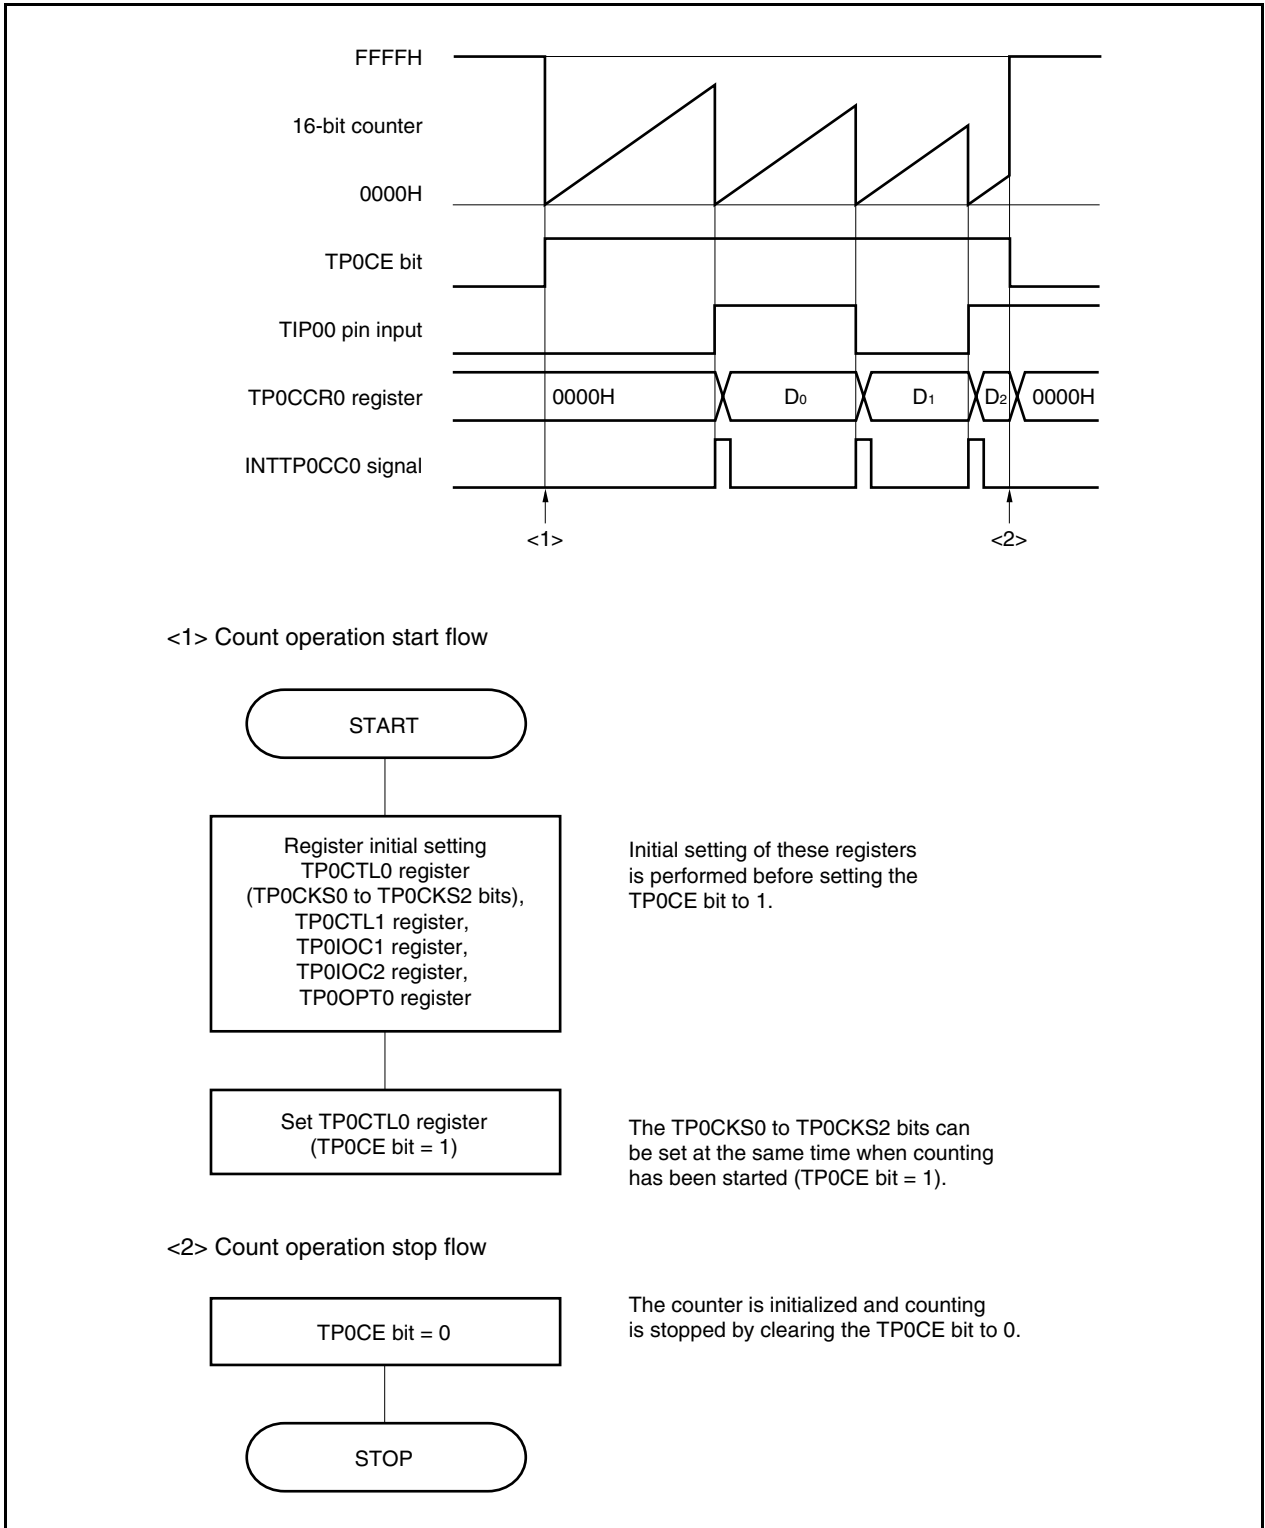 FFFFH
16-bit counter
0000H
TP0CE bit
TIP00 pin input
TP0CCR0 register
0000H
D0
D1
D2
0000H
INTTP0CC0 signal
<1>
<2>
<1> Count operation start flow
START
Register initial setting
TP0CTL0 register
(TP0CKS0 to TP0CKS2 bits),
TP0CTL1 register,
TP0IOC1 register,
TP0IOC2 register,
TP0OPT0 register
Initial setting of these registers
is performed before setting the
TP0CE bit to 1.
Set TP0CTL0 register
(TP0CE bit = 1)
The TP0CKS0 to TP0CKS2 bits can
be set at the same time when counting
has been started (TP0CE bit = 1).
<2> Count operation stop flow
TP0CE bit = 0
The counter is initialized and counting
is stopped by clearing the TP0CE bit to 0.
STOP